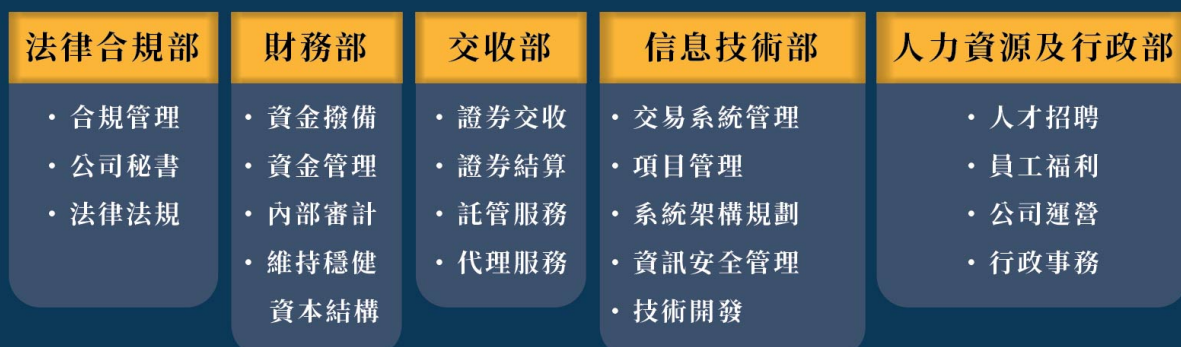 法律合規部
・合規管理
・公司秘書
・法律法規
財務部
・資金撥備
・資金管理
・內部審計
・維持穩健
資本結構
交收部
・證券交收
・證券結算
・託管服務
・代理服務
信息技術部
・交易系統管理
・項目管理
・系統架構規劃
・資訊安全管理
・技術開發
人力資源及行政部
・人才招聘
・員工福利
・公司運營
・行政事務